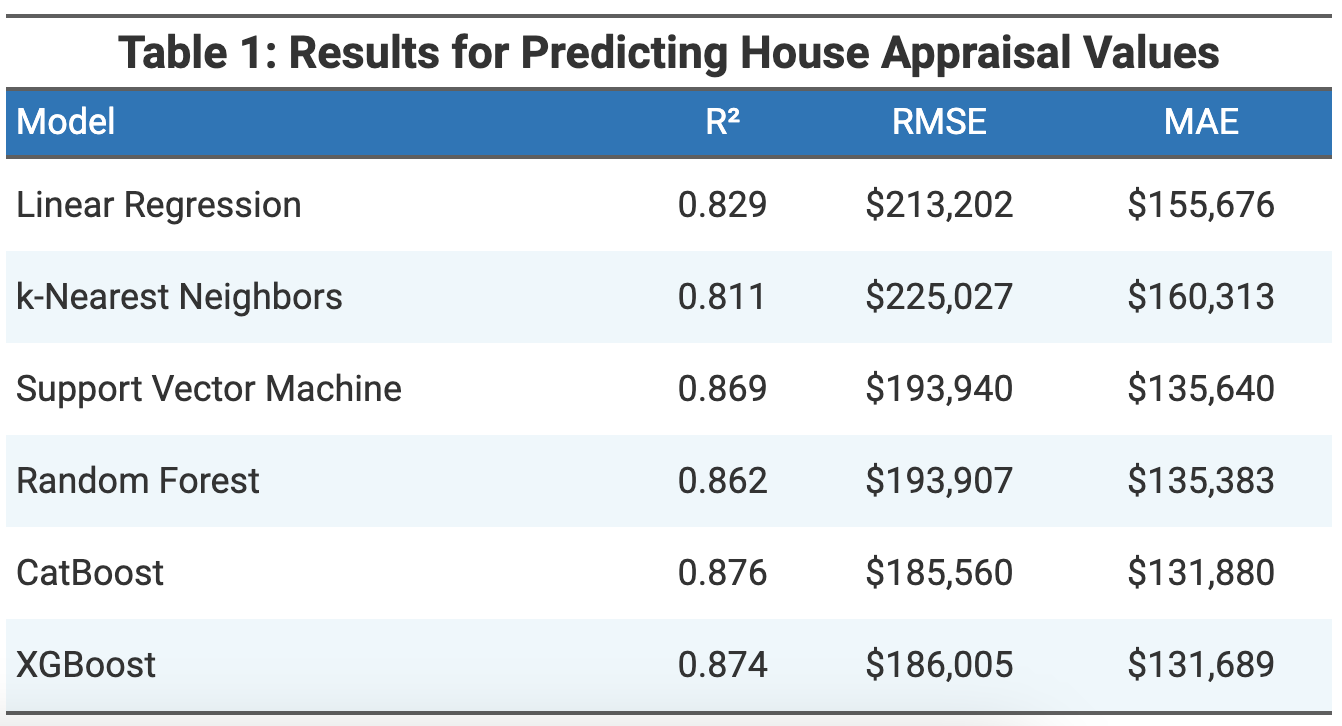 Table 1: Results for Predicting House Appraisal Values
Model R² RMSE MAE
Linear Regression 0.829 $213,202 $155,676
k-Nearest Neighbors 0.811 $225,027 $160,313
Support Vector Machine 0.869 $193,940 $135,640
Random Forest 0.862 $193,907 $135,383
CatBoost 0.876 $185,560 $131,880
XGBoost 0.874 $186,005 $131,689